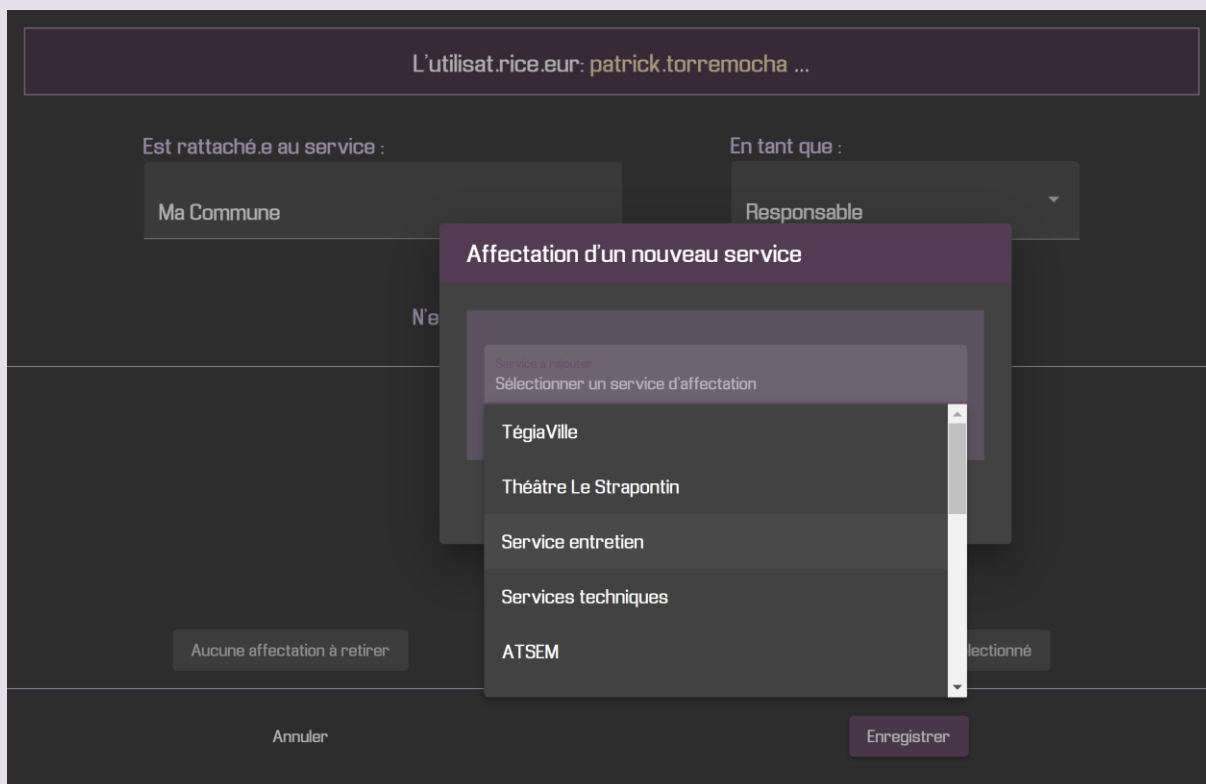 L'utilisat.rice.eur: patrick.torremocha ...
Est rattaché.e au service :
En tant que :
Ma Commune
Responsable
Affectation d'un nouveau service
N'e
Service à rajouter
Sélectionner un service d'affectation
TégiaVille
Théâtre Le Strapontin
Service entretien
Services techniques
ATSEM
Aucune affectation à retirer
lectionné
Annuler
Enregistrer